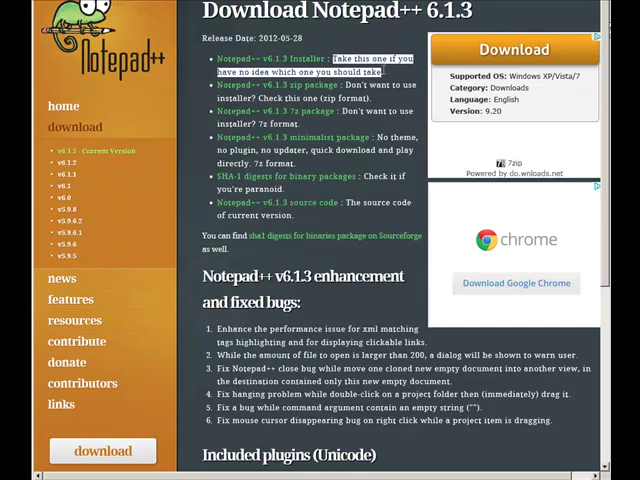 Download Notepad++ 6.1.3
Notepad++
Release Date: 2012-05-28
Notepad++ v6.1.3 Installer : Take this one if you
have no idea which one you should take.
Notepad++ v6.1.3 zip package : Don't want to use
installer? Check this one (zip format).
Notepad++ v6.1.3 7z package : Don't want to use
installer? 7z format.
Notepad++ v6.1.3 minimalist package : No theme,
no plugin, no updater, quick download and play
directly. 7z format.
SHA-1 digests for binary packages : Check it if
you're paranoid.
Notepad++ v6.1.3 source code : The source code
of current version.
You can find sha1 digests for binaries package on Sourceforge
as well.
Notepad++ v6.1.3 enhancement
and fixed bugs:
1. Enhance the performance issue for xml matching
tags highlighting and for displaying clickable links.
2. While the amount of file to open is larger than 200, a dialog will be shown to warn user.
3. Fix Notepad++ close bug while move one cloned new empty document into another view, in
the destination contained only this new empty document.
4. Fix hanging problem while double-click on a project folder then (immediately) drag it.
5. Fix a bug while command argument contain an empty string ("").
6. Fix mouse cursor disappearing bug on right click while a project item is dragging.
Included plugins (Unicode)
home
download
v6.1.3 - Current Version
v6.1.2
v6.1.1
v6.1
v6.0
v5.9.8
v5.9.6.2
v5.9.6.1
v5.9.6
v5.9.5
news
features
resources
contribute
donate
contributors
links
download
Download
Supported OS: Windows XP/Vista/7
Category: Downloads
Language: English
Version: 9.20
7zip
Powered by do.wnloads.net
chrome
Download Google Chrome